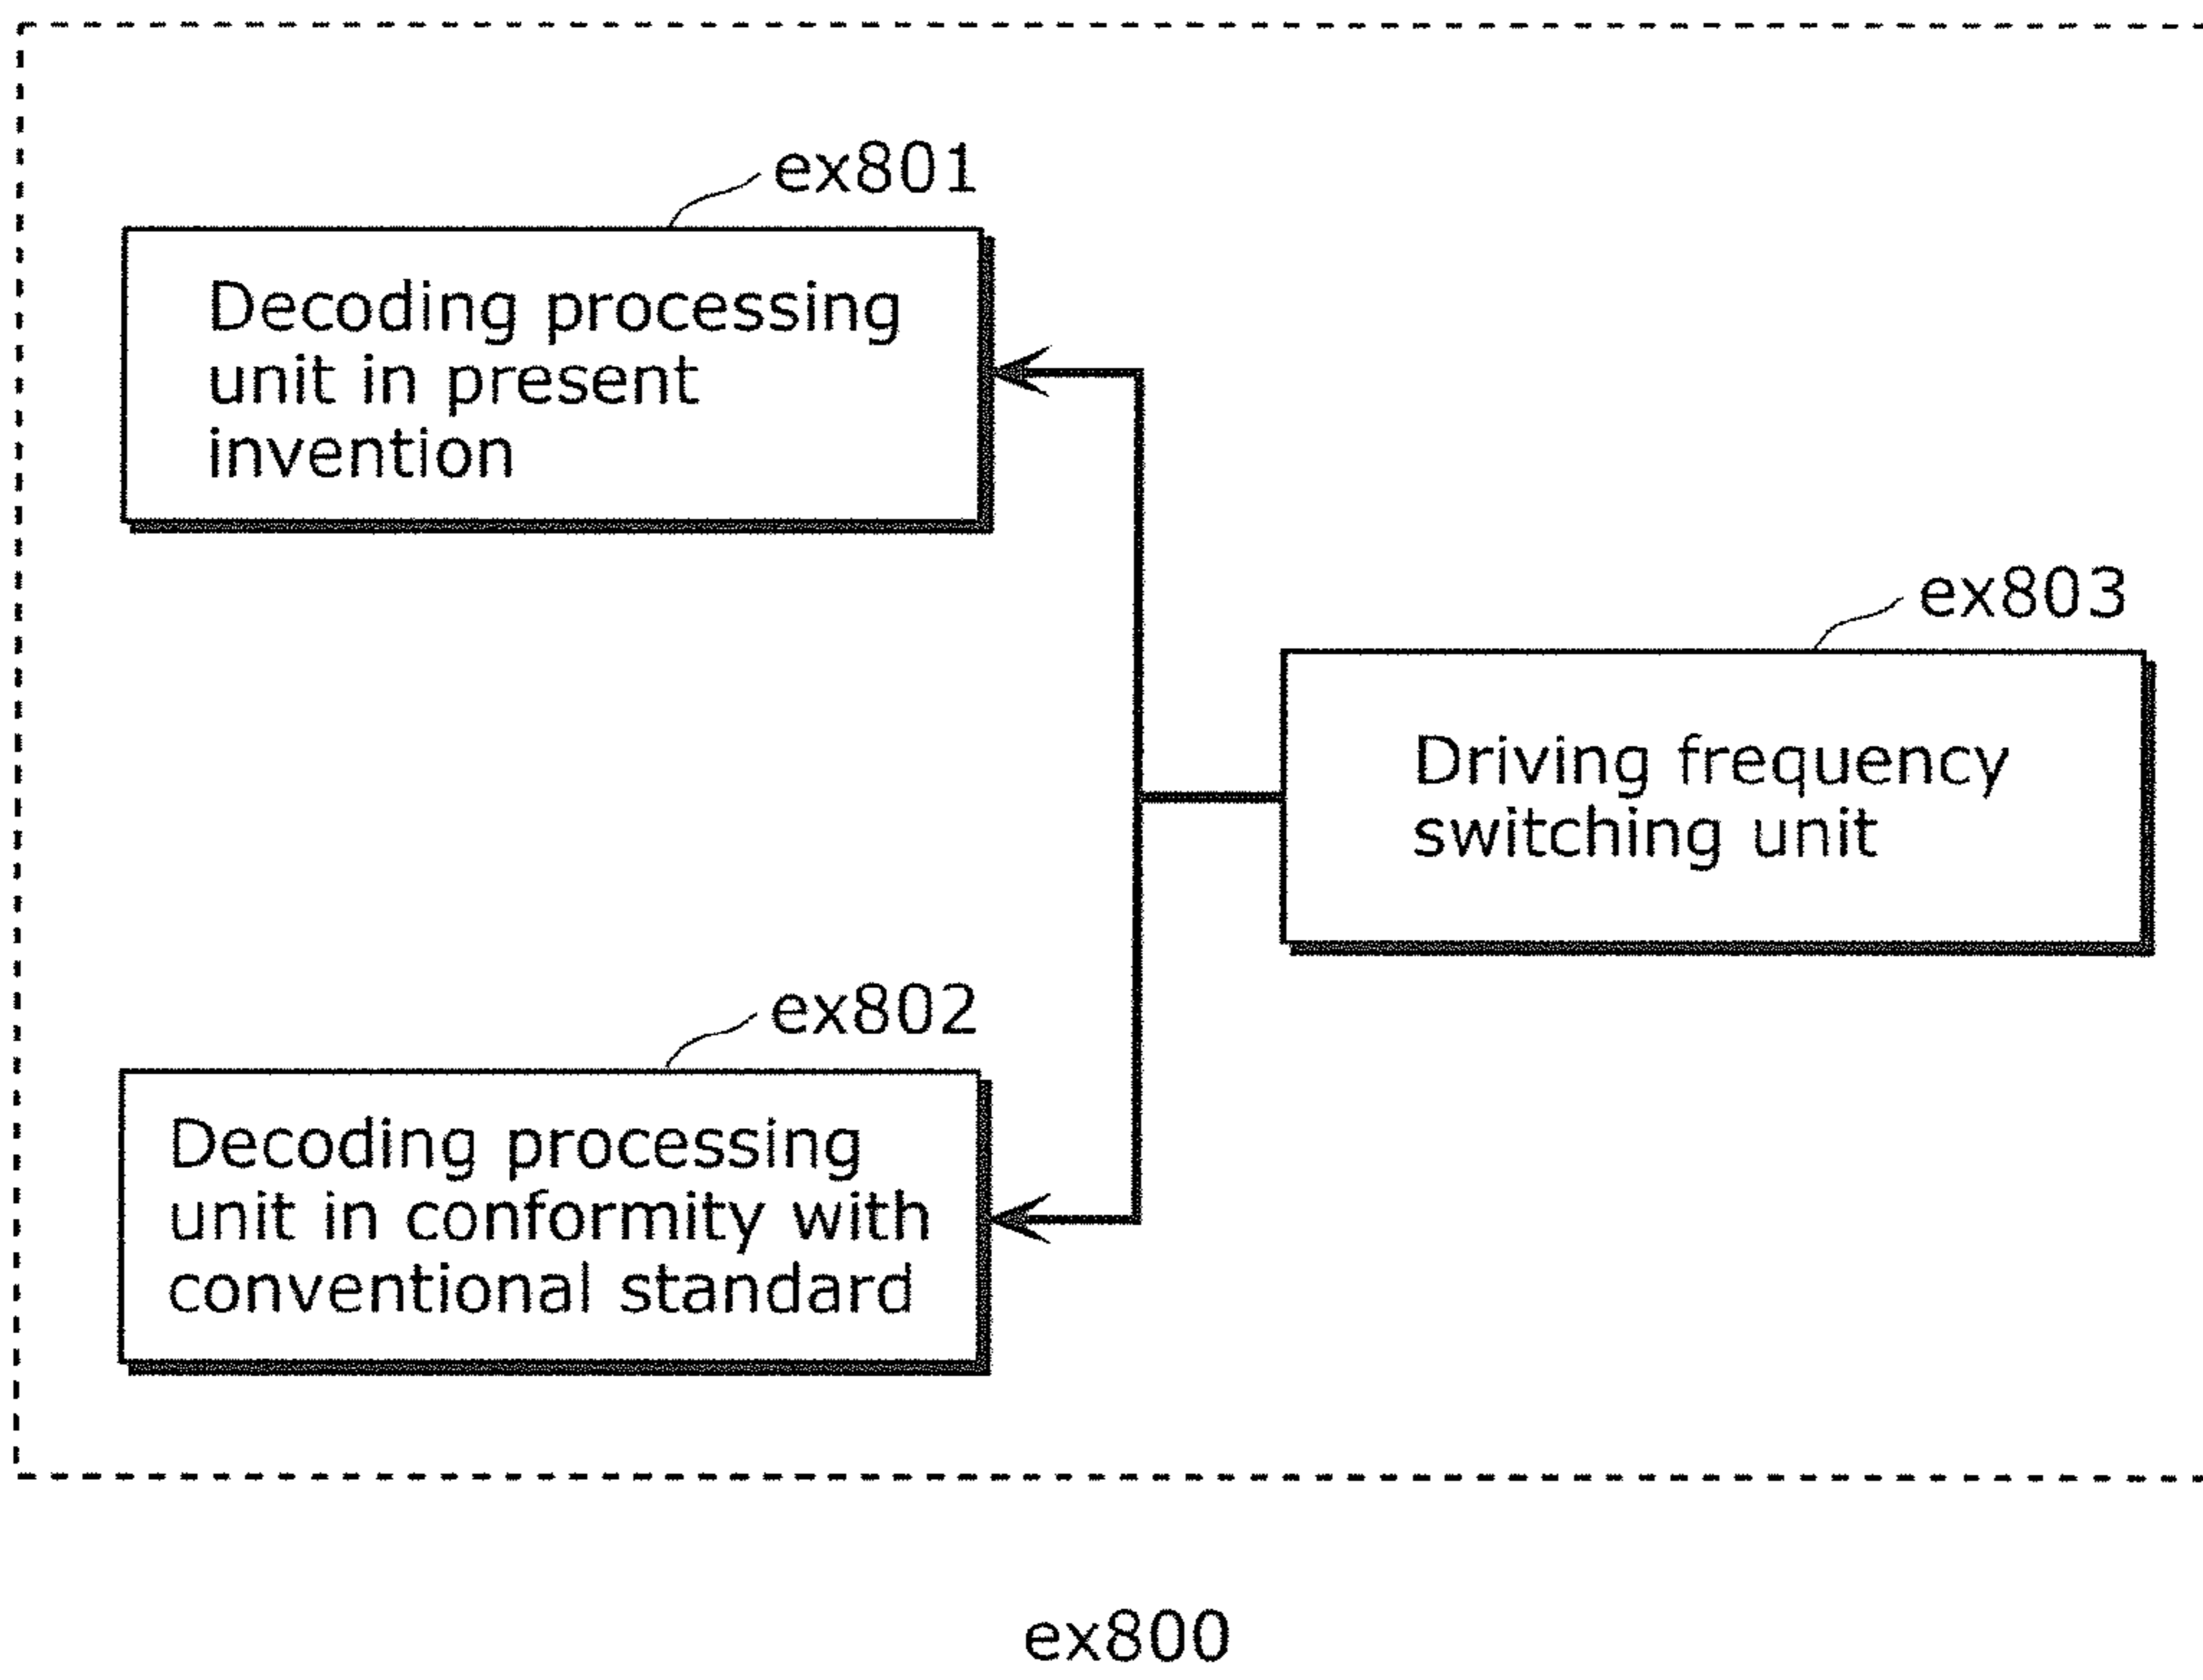 ex801
Decoding processing
unit in present
invention
ex803
Driving frequency
switching unit
ex802
Decoding processing
unit in conformity with
conventional standard
ex800